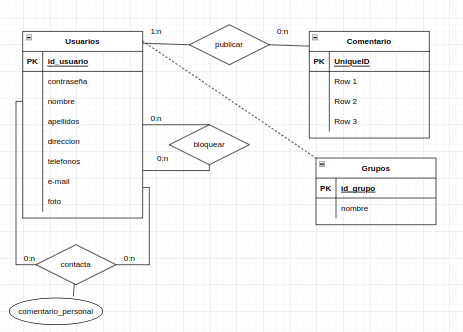 Usuarios
PK id_usuario
contraseña
nombre
apellidos
direccion
telefonos
e-mail
foto
1:n
publicar
0:n
Comentario
PK UniqueID
Row 1
Row 2
Row 3
0:n
bloquear
0:n
Grupos
PK id_grupo
nombre
0:n
contacta
0:n
comentario_personal